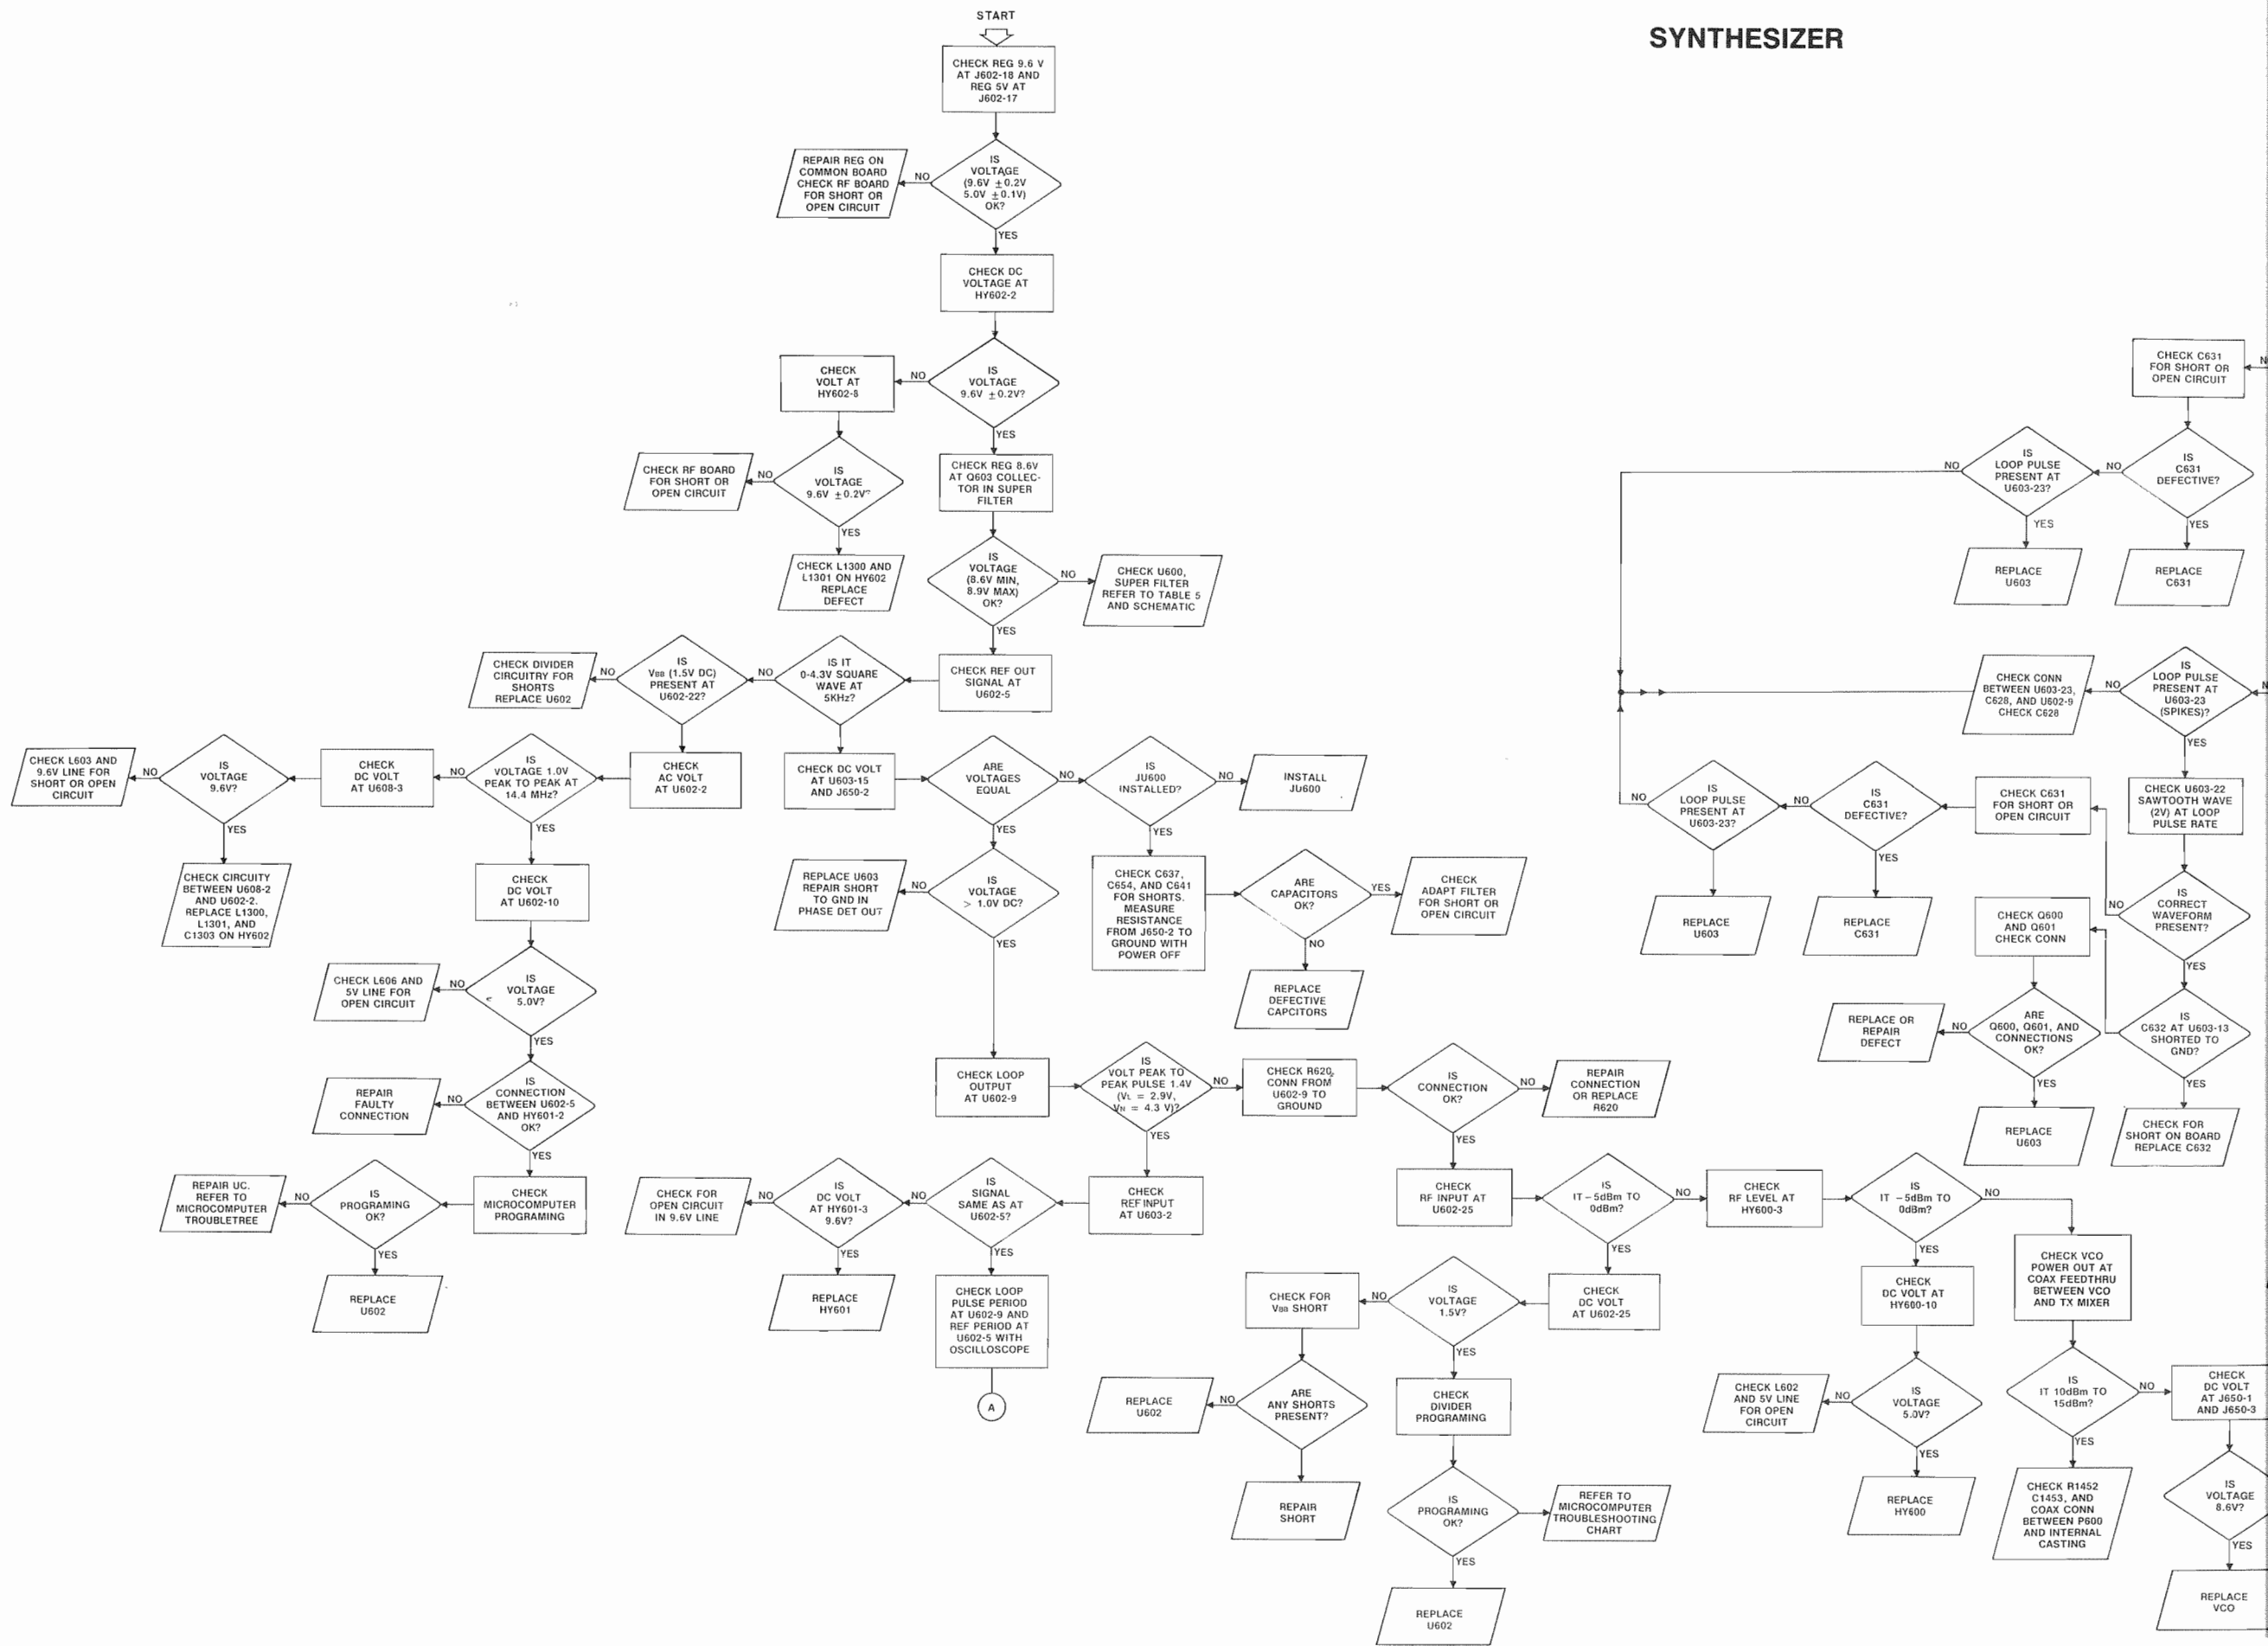 START
SYNTHESIZER
CHECK REG 9.6 V
AT J602-18 AND
REG 5V AT
J602-17
IS
VOLTAGE
(9.6V ±0.2V
5.0V ±0.1V)
OK?
NO
REPAIR REG ON
COMMON BOARD
CHECK RF BOARD
FOR SHORT OR
OPEN CIRCUIT
YES
CHECK DC
VOLTAGE AT
HY602-2
IS
VOLTAGE
9.6V ±0.2V?
NO
CHECK
VOLT AT
HY602-8
IS
VOLTAGE
9.6V ±0.2V?
NO
CHECK RF BOARD
FOR SHORT OR
OPEN CIRCUIT
YES
CHECK L1300 AND
L1301 ON HY602
REPLACE
DEFECT
YES
CHECK REG 8.6V
AT Q603 COLLEC-
TOR IN SUPER
FILTER
IS
VOLTAGE
(8.6V MIN,
8.9V MAX)
OK?
NO
CHECK U600,
SUPER FILTER
REFER TO TABLE 5
AND SCHEMATIC
YES
CHECK REF OUT
SIGNAL AT
U602-5
IS IT
0-4.3V SQUARE
WAVE AT
5KHz?
NO
IS
VBB (1.5V DC)
PRESENT AT
U602-22?
NO
CHECK DIVIDER
CIRCUITRY FOR
SHORTS
REPLACE U602
CHECK
AC VOLT
AT U602-2
IS
VOLTAGE 1.0V
PEAK TO PEAK AT
14.4 MHz?
NO
CHECK
DC VOLT
AT U608-3
IS
VOLTAGE
9.6V?
NO
CHECK L603 AND
9.6V LINE FOR
SHORT OR OPEN
CIRCUIT
YES
CHECK CIRCUITY
BETWEEN U608-2
AND U602-2.
REPLACE L1300,
L1301, AND
C1303 ON HY602
YES
CHECK
DC VOLT
AT U602-10
IS
VOLTAGE
5.0V?
NO
CHECK L606 AND
5V LINE FOR
OPEN CIRCUIT
YES
IS
CONNECTION
BETWEEN U602-5
AND HY601-2
OK?
NO
REPAIR
FAULTY
CONNECTION
YES
CHECK
MICROCOMPUTER
PROGRAMING
IS
PROGRAMING
OK?
NO
REPAIR UC.
REFER TO
MICROCOMPUTER
TROUBLETREE
YES
REPLACE
U602
CHECK DC VOLT
AT U603-15
AND J650-2
ARE
VOLTAGES
EQUAL
NO
IS
JU600
INSTALLED?
NO
INSTALL
JU600
YES
CHECK C637,
C654, AND C641
FOR SHORTS.
MEASURE
RESISTANCE
FROM J650-2 TO
GROUND WITH
POWER OFF
ARE
CAPACITORS
OK?
YES
CHECK
ADAPT FILTER
FOR SHORT OR
OPEN CIRCUIT
NO
REPLACE
DEFECTIVE
CAPCITORS
YES
IS
VOLTAGE
> 1.0V DC?
NO
REPLACE U603
REPAIR SHORT
TO GND IN
PHASE DET OUT
YES
CHECK LOOP
OUTPUT
AT U602-9
IS
VOLT PEAK TO
PEAK PULSE 1.4V
(VL = 2.9V,
VN = 4.3 V)?
NO
CHECK R620,
CONN FROM
U602-9 TO
GROUND
IS
CONNECTION
OK?
NO
REPAIR
CONNECTION
OR REPLACE
R620
YES
CHECK
REF INPUT
AT U603-2
IS
SIGNAL
SAME AS AT
U602-5?
NO
IS
DC VOLT
AT HY601-3
9.6V?
NO
CHECK FOR
OPEN CIRCUIT
IN 9.6V LINE
YES
REPLACE
HY601
YES
CHECK LOOP
PULSE PERIOD
AT U602-9 AND
REF PERIOD AT
U602-5 WITH
OSCILLOSCOPE
A
YES
CHECK
RF INPUT AT
U602-25
IS
IT -5dBm TO
0dBm?
NO
CHECK
RF LEVEL AT
HY600-3
IS
IT -5dBm TO
0dBm?
NO
YES
CHECK
DC VOLT
AT U602-25
IS
VOLTAGE
1.5V?
NO
CHECK FOR
VBB SHORT
ARE
ANY SHORTS
PRESENT?
NO
REPLACE
U602
REPAIR
SHORT
YES
CHECK
DIVIDER
PROGRAMING
IS
PROGRAMING
OK?
REFER TO
MICROCOMPUTER
TROUBLESHOOTING
CHART
YES
REPLACE
U602
YES
CHECK
DC VOLT AT
HY600-10
IS
VOLTAGE
5.0V?
NO
CHECK L602
AND 5V LINE
FOR OPEN
CIRCUIT
YES
REPLACE
HY600
CHECK VCO
POWER OUT AT
COAX FEEDTHRU
BETWEEN VCO
AND TX MIXER
IS
IT 10dBm TO
15dBm?
NO
CHECK
DC VOLT
AT J650-1
AND J650-3
YES
CHECK R1452
C1453, AND
COAX CONN
BETWEEN P600
AND INTERNAL
CASTING
IS
VOLTAGE
8.6V?
YES
REPLACE
VCO
CHECK C631
FOR SHORT OR
OPEN CIRCUIT
IS
C631
DEFECTIVE?
NO
IS
LOOP PULSE
PRESENT AT
U603-23?
NO
YES
REPLACE
U603
YES
REPLACE
C631
IS
LOOP PULSE
PRESENT AT
U603-23
(SPIKES)?
NO
CHECK CONN
BETWEEN U603-23,
C628, AND U602-9
CHECK C628
YES
CHECK U603-22
SAWTOOTH WAVE
(2V) AT LOOP
PULSE RATE
IS
CORRECT
WAVEFORM
PRESENT?
NO
CHECK C631
FOR SHORT OR
OPEN CIRCUIT
IS
C631
DEFECTIVE?
NO
IS
LOOP PULSE
PRESENT AT
U603-23?
NO
REPLACE
U603
YES
REPLACE
C631
YES
IS
C632 AT U603-13
SHORTED TO
GND?
CHECK Q600
AND Q601
CHECK CONN
ARE
Q600, Q601, AND
CONNECTIONS
OK?
NO
REPLACE OR
REPAIR
DEFECT
YES
REPLACE
U603
YES
CHECK FOR
SHORT ON BOARD
REPLACE C632